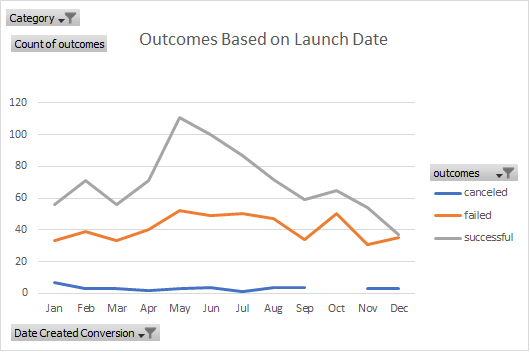 Category
Count of outcomes
Outcomes Based on Launch Date
120
100
80
60
40
20
0
Jan Feb Mar Apr May Jun Jul Aug Sep Oct Nov Dec
outcomes
canceled
failed
successful
Date Created Conversion